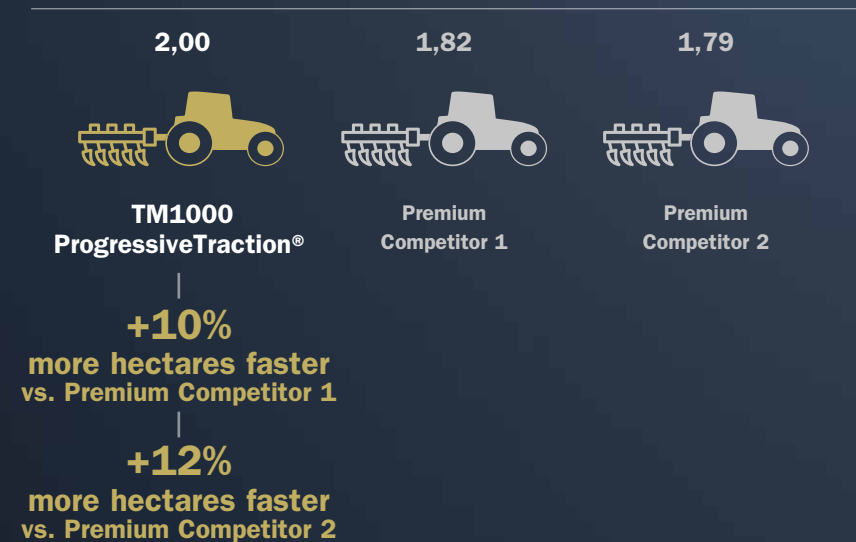 2,00
1,82
1,79
TM1000
ProgressiveTraction®
Premium
Competitor 1
Premium
Competitor 2
+10%
more hectares faster
vs. Premium Competitor 1
+12%
more hectares faster
vs. Premium Competitor 2